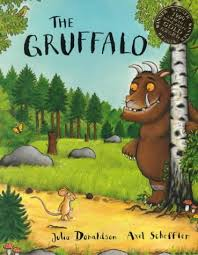 THE
GRUFFALO
Julia Donaldson Axel Scheffler